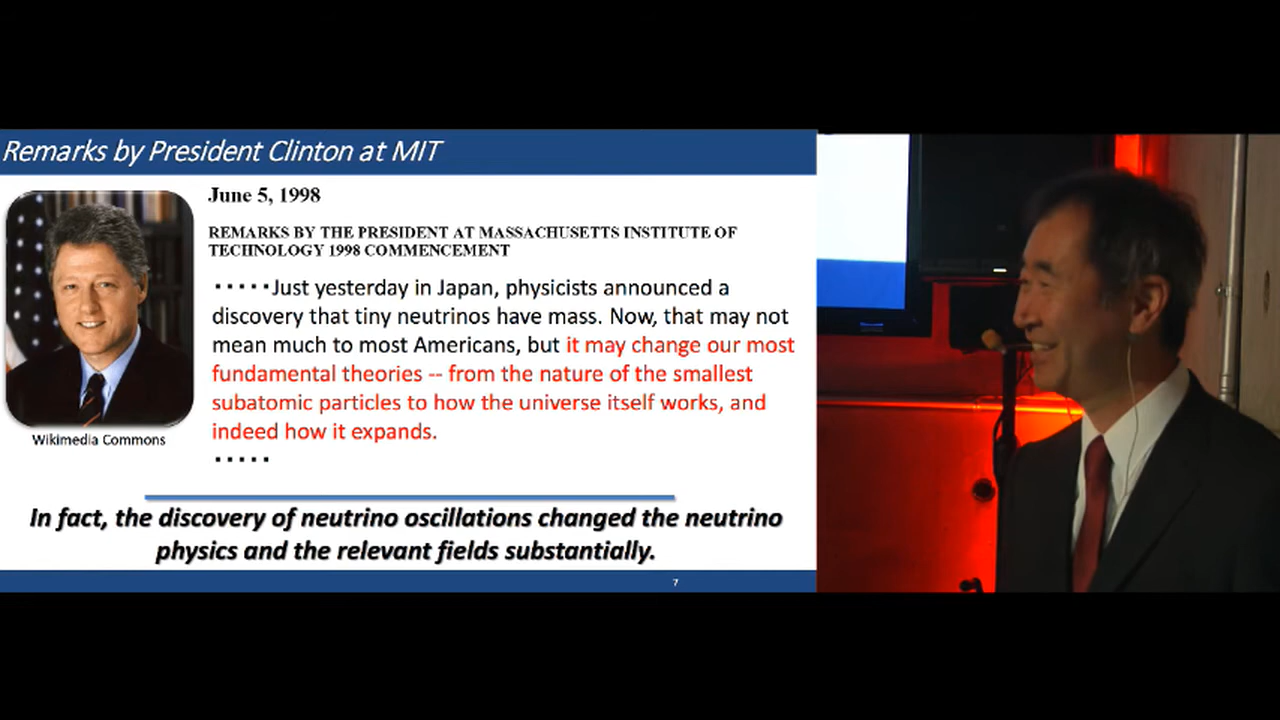 Remarks by President Clinton at MIT
June 5, 1998
REMARKS BY THE PRESIDENT AT MASSACHUSETTS INSTITUTE OF
TECHNOLOGY 1998 COMMENCEMENT
·····Just yesterday in Japan, physicists announced a
discovery that tiny neutrinos have mass. Now, that may not
mean much to most Americans, but it may change our most
fundamental theories -- from the nature of the smallest
subatomic particles to how the universe itself works, and
indeed how it expands.
·····
Wikimedia Commons
In fact, the discovery of neutrino oscillations changed the neutrino
physics and the relevant fields substantially.
7